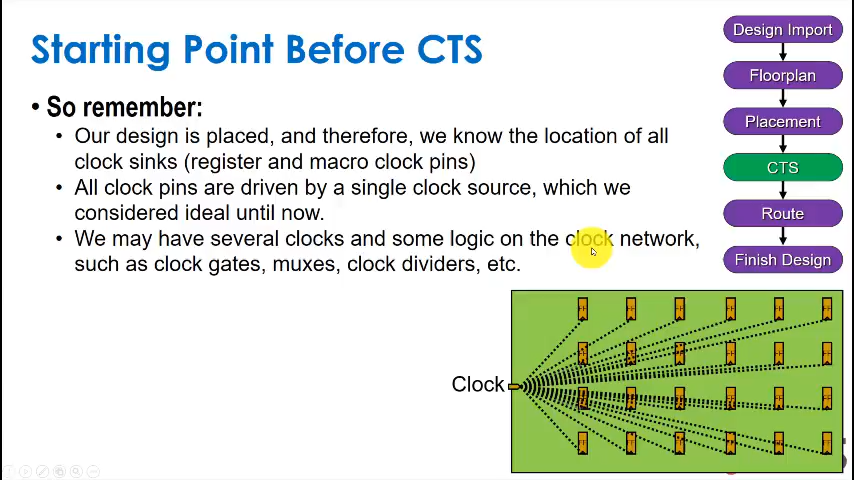 Starting Point Before CTS
• So remember:
• Our design is placed, and therefore, we know the location of all
clock sinks (register and macro clock pins)
• All clock pins are driven by a single clock source, which we
considered ideal until now.
• We may have several clocks and some logic on the clock network,
such as clock gates, muxes, clock dividers, etc.
Design Import
Floorplan
Placement
CTS
Route
Finish Design
Clock